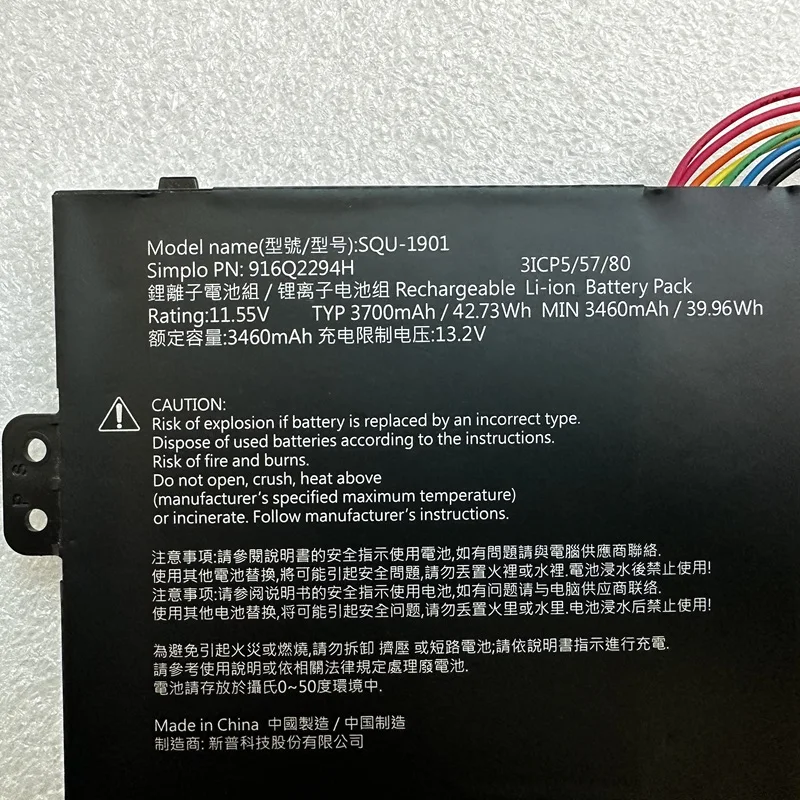 Model name(型號/型号):SQU-1901
Simplo PN: 916Q2294H 3ICP5/57/80
鋰離子電池組 / 锂离子电池组 Rechargeable Li-ion Battery Pack
Rating:11.55V TYP 3700mAh / 42.73Wh MIN 3460mAh / 39.96Wh
额定容量:3460mAh 充电限制电压:13.2V
CAUTION:
Risk of explosion if battery is replaced by an incorrect type.
Dispose of used batteries according to the instructions.
Risk of fire and burns.
Do not open, crush, heat above
(manufacturer's specified maximum temperature)
or incinerate. Follow manufacturer's instructions.
注意事項:請參閱說明書的安全指示使用電池,如有問題請與電腦供應商聯絡.
使用其他電池替換,將可能引起安全問題,請勿丟置火裡或水裡.電池浸水後禁止使用!
注意事项:请参阅说明书的安全指示使用电池,如有问题请与电脑供应商联络.
使用其他电池替换,将可能引起安全问题,请勿丢置火里或水里.电池浸水后禁止使用!
為避免引起火災或燃燒,請勿拆卸 擠壓 或短路電池;請依說明書指示進行充電.
請參考使用說明或依相關法律規定處理廢電池.
電池請存放於攝氏0~50度環境中.
Made in China 中國製造 / 中国制造
制造商: 新普科技股份有限公司
P S